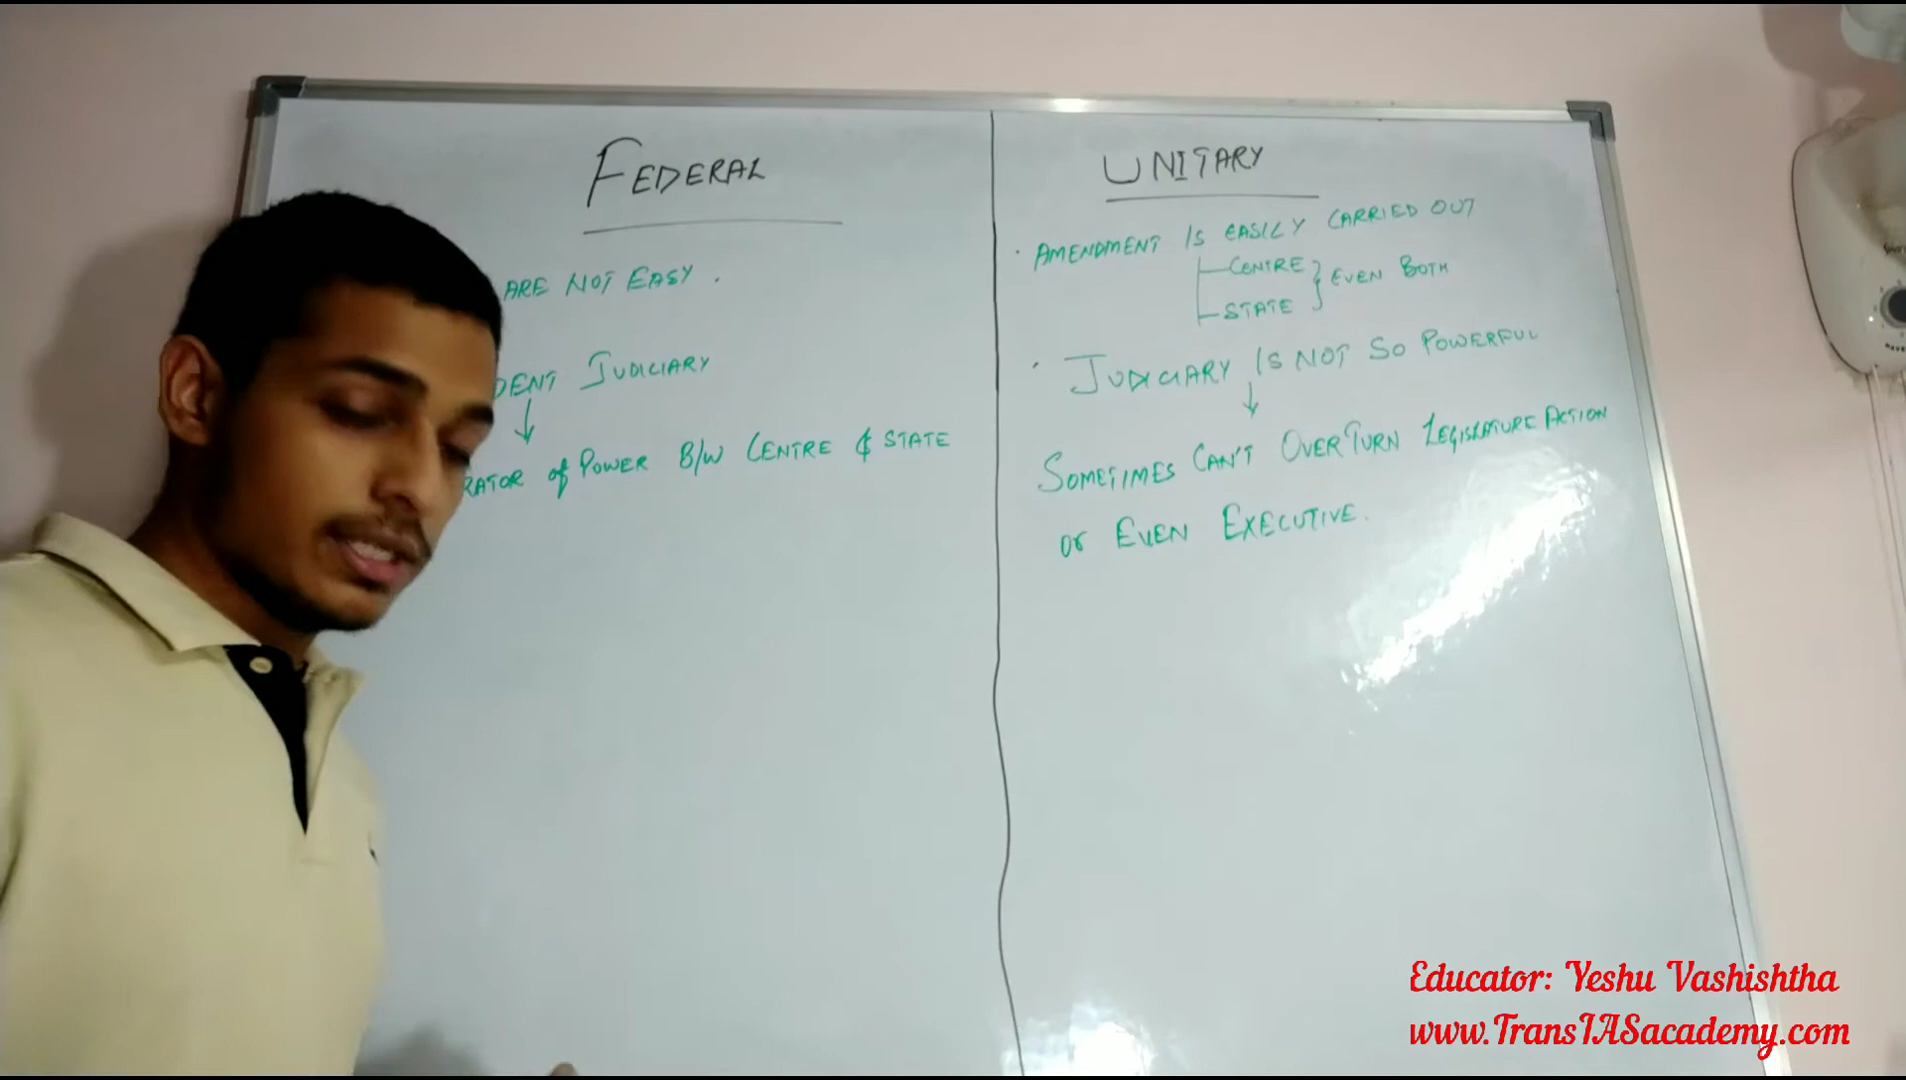 FEDERAL
ARE NOT EASY.
DENT JUDICIARY
↓
RATOR of POWER B/W CENTRE & STATE
UNITARY
· AMENDMENT IS EASILY CARRIED OUT
CENTRE } EVEN BOTH
STATE
· JUDICIARY IS NOT SO POWERFUL
↓
SOMETIMES CAN'T OVERTURN LEGISLATURE ACTION
or EVEN EXECUTIVE.
Educator: Yeshu Vashishtha
www.TransIASacademy.com